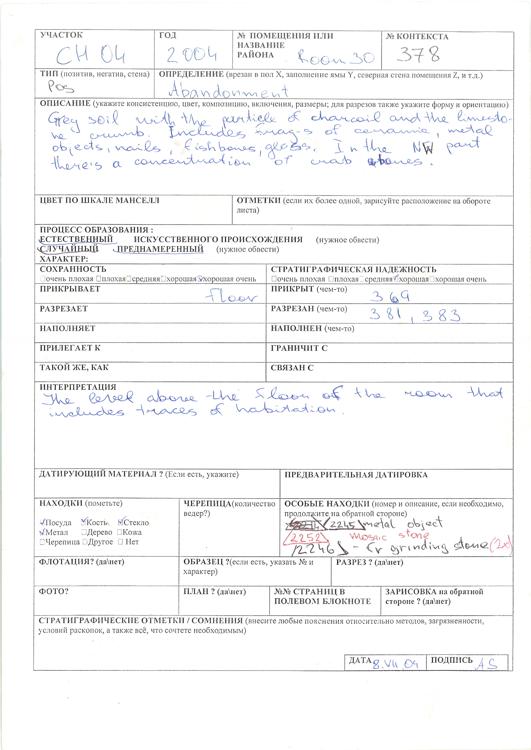 УЧАСТОК ГОД № ПОМЕЩЕНИЯ ИЛИ № КОНТЕКСТА
НАЗВАНИЕ
РАЙОНА
CH 04 2004 Room 30 378
ТИП (позитив, негатив, стена) ОПРЕДЕЛЕНИЕ (врезан в пол X, заполнение ямы Y, северная стена помещения Z, и т.д.)
Pos Abandonment
ОПИСАНИЕ (укажите консистенцию, цвет, композицию, включения, размеры; для разрезов также укажите форму и ориентацию)
Grey soil with the particle of charcoil and the limesto-
ne crumb. Includes fragm-s of ceramic, metal
objects, nails, fishbones, glass. In the NW part
there's a concentration of crab bones.
ЦВЕТ ПО ШКАЛЕ МАНСЕЛЛ ОТМЕТКИ (если их более одной, зарисуйте расположение на обороте
листа)
ПРОЦЕСС ОБРАЗОВАНИЯ :
ЕСТЕСТВЕННЫЙ ИСКУССТВЕННОГО ПРОИСХОЖДЕНИЯ (нужное обвести)
СЛУЧАЙНЫЙ ПРЕДНАМЕРЕННЫЙ (нужное обвести)
ХАРАКТЕР:
СОХРАННОСТЬ СТРАТИГРАФИЧЕСКАЯ НАДЕЖНОСТЬ
очень плохая плохая средняя хорошая хорошая очень очень плохая плохая средняя хорошая хорошая очень
ПРИКРЫВАЕТ floor ПРИКРЫТ (чем-то) 369
РАЗРЕЗАЕТ РАЗРЕЗАН (чем-то) 381, 383
НАПОЛНЯЕТ НАПОЛНЕН (чем-то)
ПРИЛЕГАЕТ К ГРАНИЧИТ С
ТАКОЙ ЖЕ, КАК СВЯЗАН С
ИНТЕРПРЕТАЦИЯ
The level above the floor of the room that
includes traces of habitation.
ДАТИРУЮЩИЙ МАТЕРИАЛ ? (Если есть, укажите) ПРЕДВАРИТЕЛЬНАЯ ДАТИРОВКА
НАХОДКИ (пометьте) ЧЕРЕПИЦА(количество ОСОБЫЕ НАХОДКИ (номер и описание, если необходимо,
ведер?) продолжите на обратной стороне)
Посуда Кость Стекло 2245 metal object
Метал Дерево Кожа 2252 mosaic stone
Черепица Другое Нет 2246 - Cr grinding stone (2x)
ФЛОТАЦИЯ? (да\нет) ОБРАЗЕЦ ?(если есть, указать № и РАЗРЕЗ ? (да\нет)
характер)
ФОТО? ПЛАН ? (да\нет) №№ СТРАНИЦ В ЗАРИСОВКА на обратной
ПОЛЕВОМ БЛОКНОТЕ стороне ? (да\нет)
СТРАТИГРАФИЧЕСКИЕ ОТМЕТКИ / СОМНЕНИЯ (внесите любые пояснения относительно методов, загрязненности,
условий раскопок, а также всё, что сочтете необходимым)
ДАТА 8.VII.04 ПОДПИСЬ AS